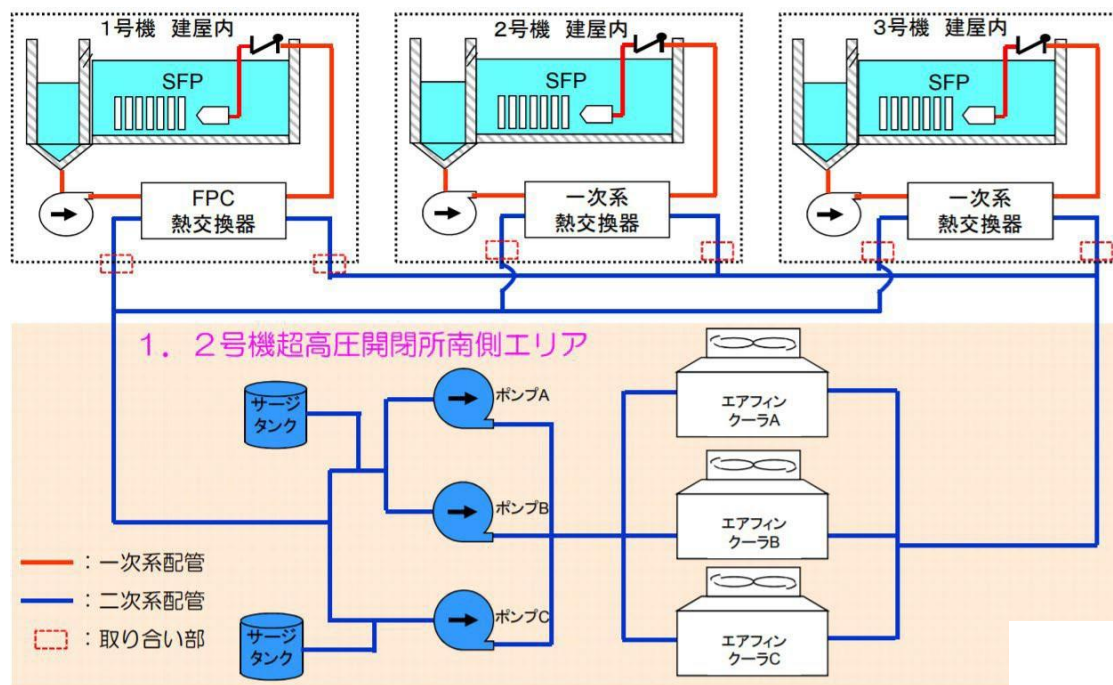 1号機 建屋内
SFP
FPC
熱交換器
2号機 建屋内
SFP
一次系
熱交換器
3号機 建屋内
SFP
一次系
熱交換器
1．2号機超高圧開閉所南側エリア
サージ
タンク
ポンプA
エアフィン
クーラA
ポンプB
エアフィン
クーラB
サージ
タンク
ポンプC
エアフィン
クーラC
：一次系配管
：二次系配管
：取り合い部